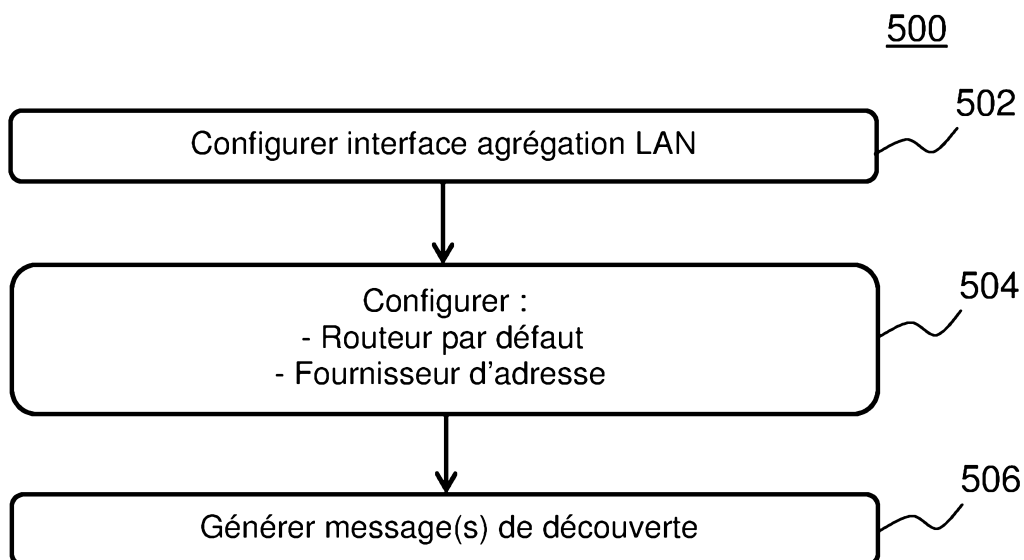 500
502
Configurer interface agrégation LAN
504
Configurer :
- Routeur par défaut
- Fournisseur d'adresse
506
Générer message(s) de découverte